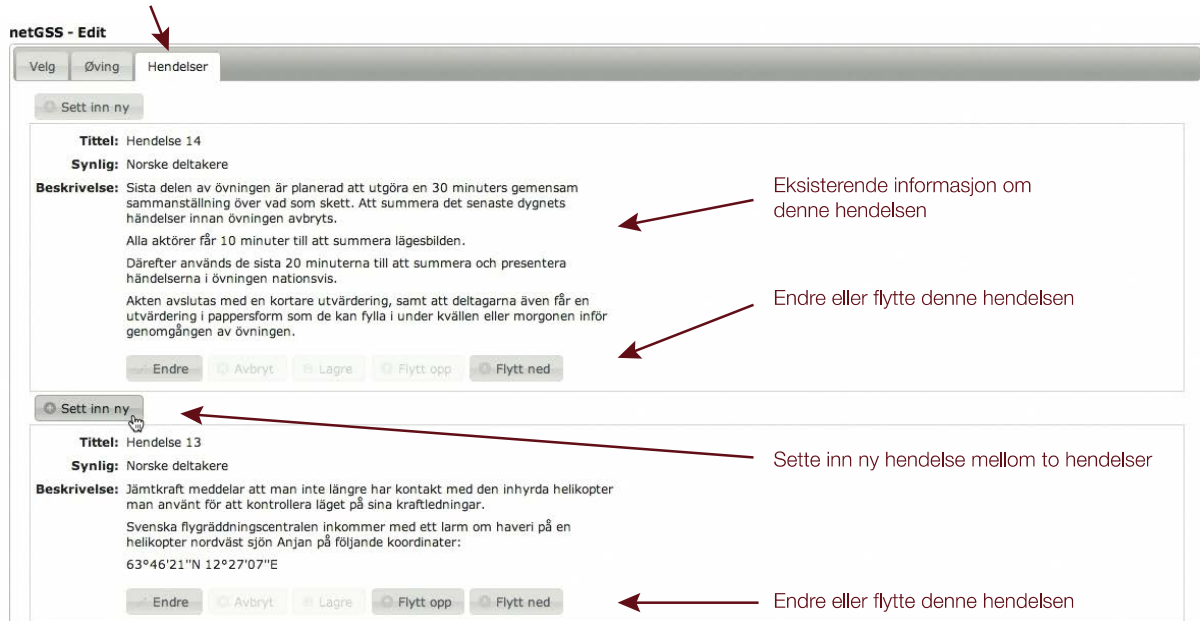 netGSS - Edit
Velg Øving Hendelser
Sett inn ny
Tittel: Hendelse 14
Synlig: Norske deltakere
Beskrivelse: Sista delen av övningen är planerad att utgöra en 30 minuters gemensam
sammanställning över vad som skett. Att summera det senaste dygnets
händelser innan övningen avbryts.
Alla aktörer får 10 minuter till att summera lägesbilden.
Därefter används de sista 20 minuterna till att summera och presentera
händelserna i övningen nationsvis.
Akten avslutas med en kortare utvärdering, samt att deltagarna även får en
utvärdering i pappersform som de kan fylla i under kvällen eller morgonen inför
genomgången av övningen.
Endre Avbryt Lagre Flytt opp Flytt ned
Eksisterende informasjon om
denne hendelsen
Endre eller flytte denne hendelsen
Sett inn ny
Tittel: Hendelse 13
Synlig: Norske deltakere
Beskrivelse: Jämtkraft meddelar att man inte längre har kontakt med den inhyrda helikopter
man använt för att kontrollera läget på sina kraftledningar.
Svenska flygräddningscentralen inkommer med ett larm om haveri på en
helikopter nordväst sjön Anjan på följande koordinater:
63°46'21"N 12°27'07"E
Endre Avbryt Lagre Flytt opp Flytt ned
Sette inn ny hendelse mellom to hendelser
Endre eller flytte denne hendelsen